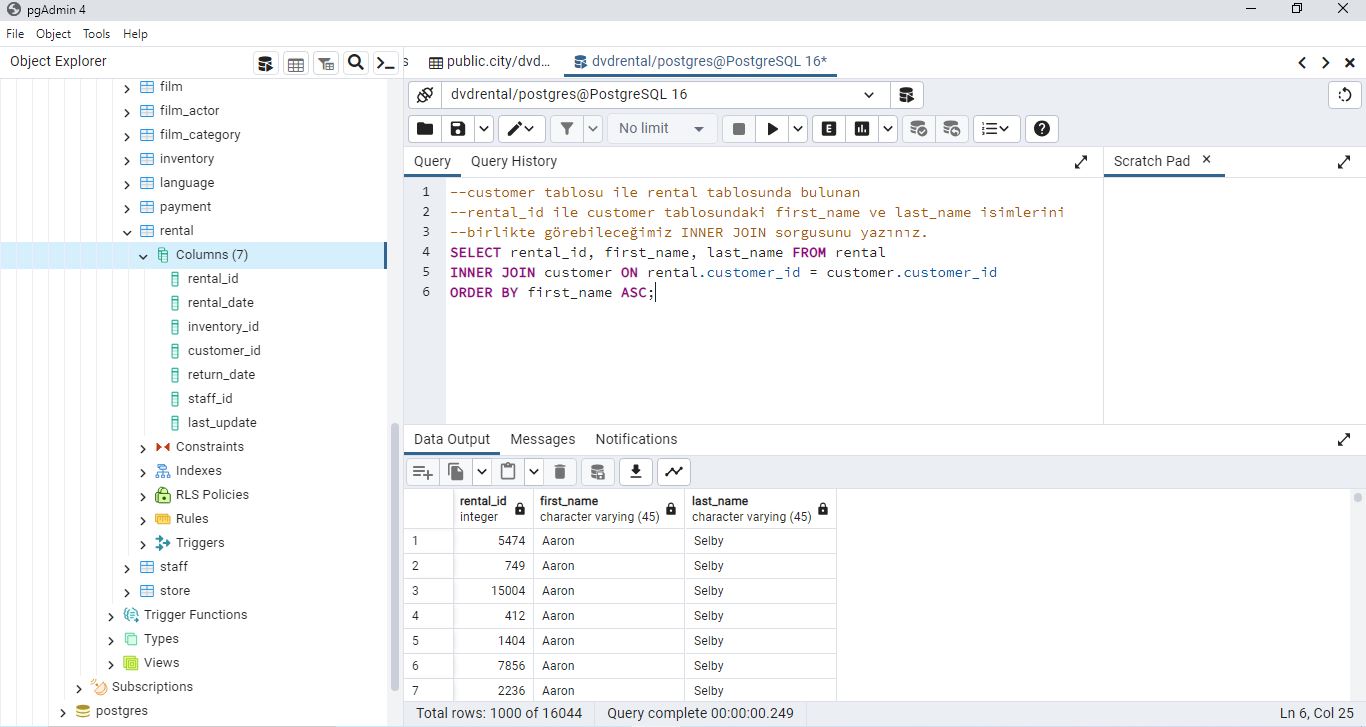 pgAdmin 4
File Object Tools Help
Object Explorer
film
film_actor
film_category
inventory
language
payment
rental
Columns (7)
rental_id
rental_date
inventory_id
customer_id
return_date
staff_id
last_update
Constraints
Indexes
RLS Policies
Rules
Triggers
staff
store
Trigger Functions
Types
Views
Subscriptions
postgres
s public.city/dvd... dvdrental/postgres@PostgreSQL 16*
dvdrental/postgres@PostgreSQL 16
No limit E
Query Query History
Scratch Pad
1 --customer tablosu ile rental tablosunda bulunan
2 --rental_id ile customer tablosundaki first_name ve last_name isimlerini
3 --birlikte görebileceğimiz INNER JOIN sorgusunu yazınız.
4 SELECT rental_id, first_name, last_name FROM rental
5 INNER JOIN customer ON rental.customer_id = customer.customer_id
6 ORDER BY first_name ASC;
Data Output Messages Notifications
rental_id first_name last_name
integer character varying (45) character varying (45)
1 5474 Aaron Selby
2 749 Aaron Selby
3 15004 Aaron Selby
4 412 Aaron Selby
5 1404 Aaron Selby
6 7856 Aaron Selby
7 2236 Aaron Selby
Total rows: 1000 of 16044 Query complete 00:00:00.249 Ln 6, Col 25